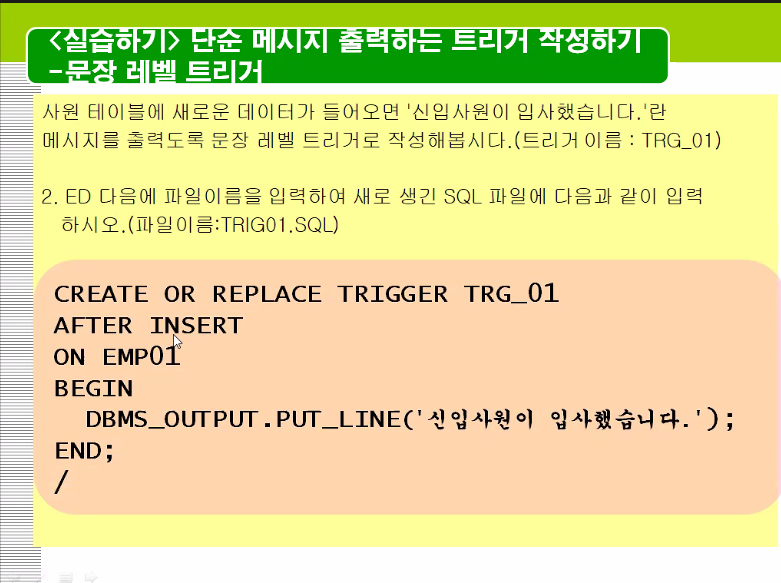 <실습하기> 단순 메시지 출력하는 트리거 작성하기
-문장 레벨 트리거
사원 테이블에 새로운 데이터가 들어오면 '신입사원이 입사했습니다.'란
메시지를 출력도록 문장 레벨 트리거로 작성해봅시다.(트리거 이름 : TRG_01)
2. ED 다음에 파일이름을 입력하여 새로 생긴 SQL 파일에 다음과 같이 입력
하시오.(파일이름:TRIG01.SQL)
CREATE OR REPLACE TRIGGER TRG_01
AFTER INSERT
ON EMP01
BEGIN
DBMS_OUTPUT.PUT_LINE('신입사원이 입사했습니다.');
END;
/